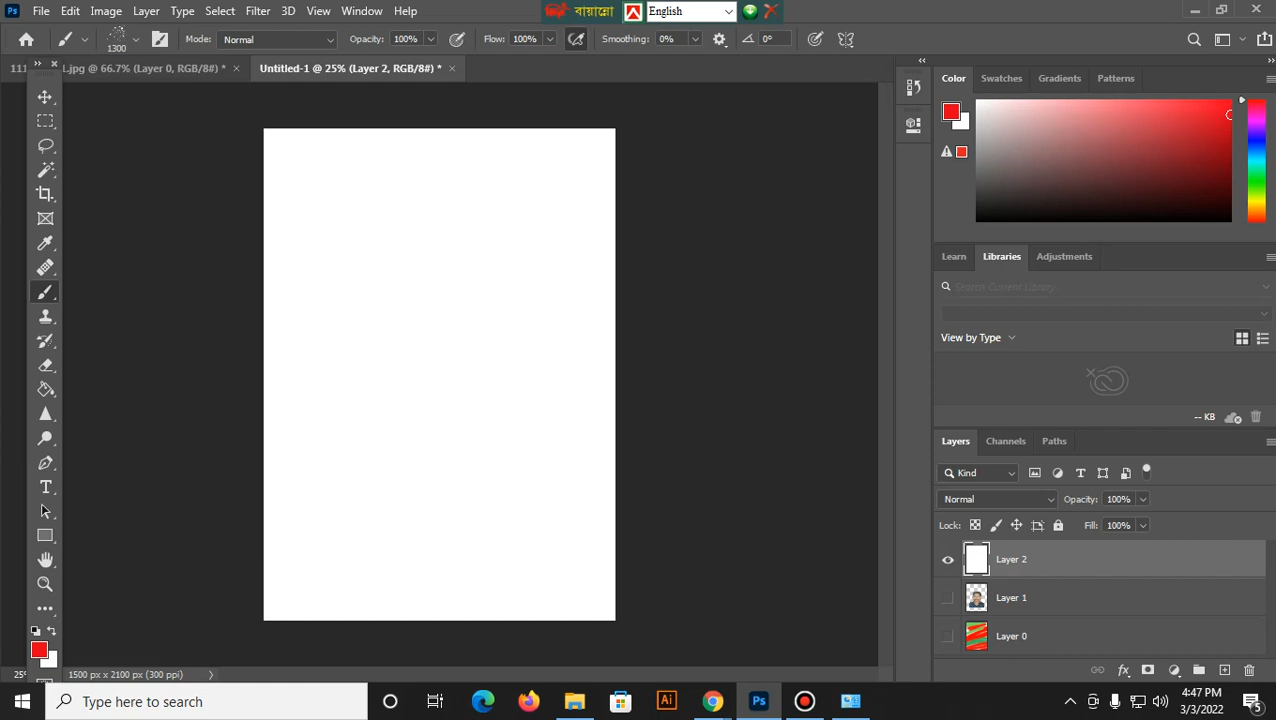 Ps File Edit Image Layer Type Select Filter 3D View Window Help বায়ান্নো English
1300 Mode: Normal Opacity: 100% Flow: 100% Smoothing: 0% 0°
111 L.jpg @ 66.7% (Layer 0, RGB/8#) * Untitled-1 @ 25% (Layer 2, RGB/8#) *
Color Swatches Gradients Patterns
Learn Libraries Adjustments
Search Current Library
View by Type
-- KB
Layers Channels Paths
Kind
Normal Opacity: 100%
Lock: Fill: 100%
Layer 2
Layer 1
Layer 0
25 1500 px x 2100 px (300 ppi)
Type here to search Ai Ps 4:47 PM
3/3/2022 5